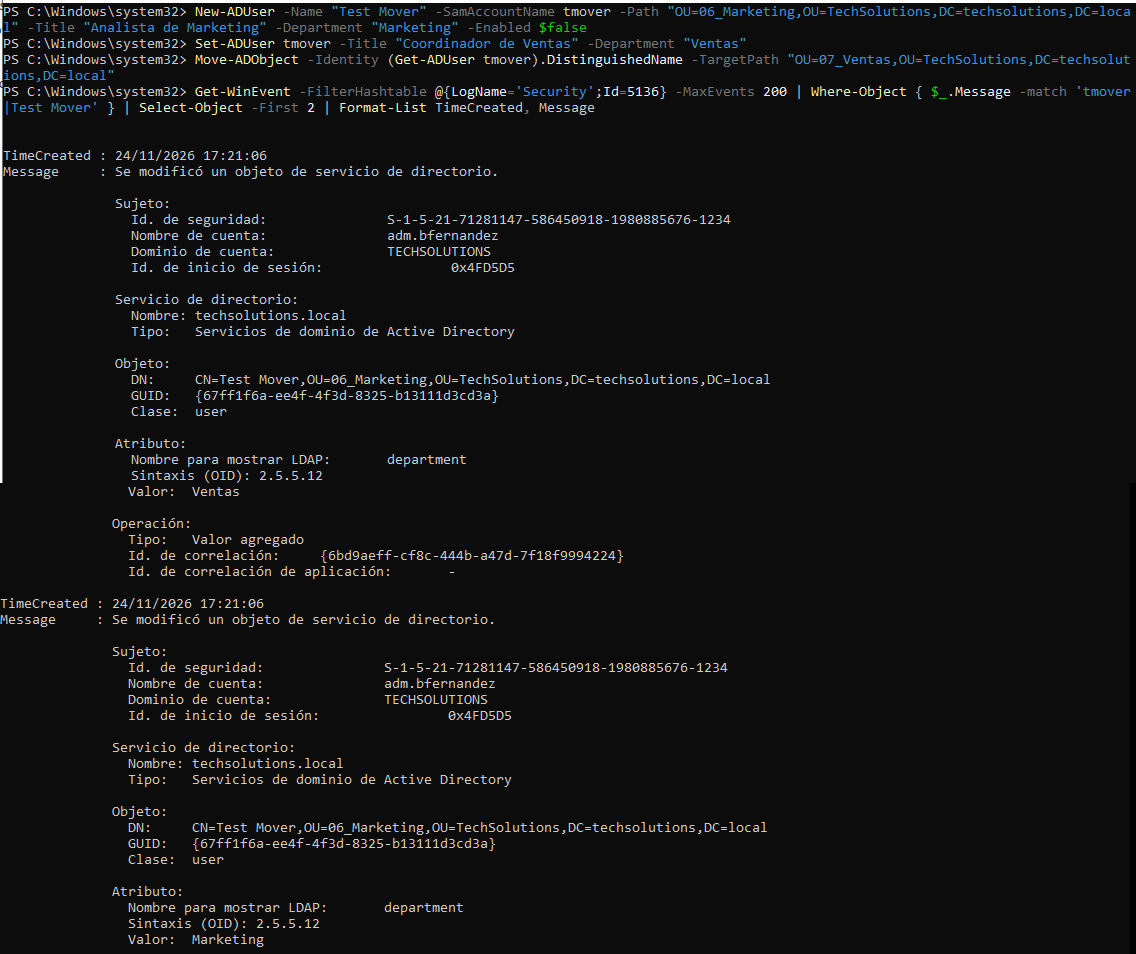 PS C:\Windows\system32> New-ADUser -Name "Test Mover" -SamAccountName tmover -Path "OU=06_Marketing,OU=TechSolutions,DC=techsolutions,DC=loca
l" -Title "Analista de Marketing" -Department "Marketing" -Enabled $false
PS C:\Windows\system32> Set-ADUser tmover -Title "Coordinador de Ventas" -Department "Ventas"
PS C:\Windows\system32> Move-ADObject -Identity (Get-ADUser tmover).DistinguishedName -TargetPath "OU=07_Ventas,OU=TechSolutions,DC=techsolut
ions,DC=local"
PS C:\Windows\system32> Get-WinEvent -FilterHashtable @{LogName='Security';Id=5136} -MaxEvents 200 | Where-Object { $_.Message -match 'tmover
|Test Mover' } | Select-Object -First 2 | Format-List TimeCreated, Message
TimeCreated : 24/11/2026 17:21:06
Message     : Se modificó un objeto de servicio de directorio.
Sujeto:
Id. de seguridad: S-1-5-21-71281147-586450918-1980885676-1234
Nombre de cuenta: adm.bfernandez
Dominio de cuenta: TECHSOLUTIONS
Id. de inicio de sesión: 0x4FD5D5
Servicio de directorio:
Nombre: techsolutions.local
Tipo: Servicios de dominio de Active Directory
Objeto:
DN: CN=Test Mover,OU=06_Marketing,OU=TechSolutions,DC=techsolutions,DC=local
GUID: {67ff1f6a-ee4f-4f3d-8325-b13111d3cd3a}
Clase: user
Atributo:
Nombre para mostrar LDAP: department
Sintaxis (OID): 2.5.5.12
Valor: Ventas
Operación:
Tipo: Valor agregado
Id. de correlación: {6bd9aeff-cf8c-444b-a47d-7f18f9994224}
Id. de correlación de aplicación: -
TimeCreated : 24/11/2026 17:21:06
Message     : Se modificó un objeto de servicio de directorio.
Sujeto:
Id. de seguridad: S-1-5-21-71281147-586450918-1980885676-1234
Nombre de cuenta: adm.bfernandez
Dominio de cuenta: TECHSOLUTIONS
Id. de inicio de sesión: 0x4FD5D5
Servicio de directorio:
Nombre: techsolutions.local
Tipo: Servicios de dominio de Active Directory
Objeto:
DN: CN=Test Mover,OU=06_Marketing,OU=TechSolutions,DC=techsolutions,DC=local
GUID: {67ff1f6a-ee4f-4f3d-8325-b13111d3cd3a}
Clase: user
Atributo:
Nombre para mostrar LDAP: department
Sintaxis (OID): 2.5.5.12
Valor: Marketing